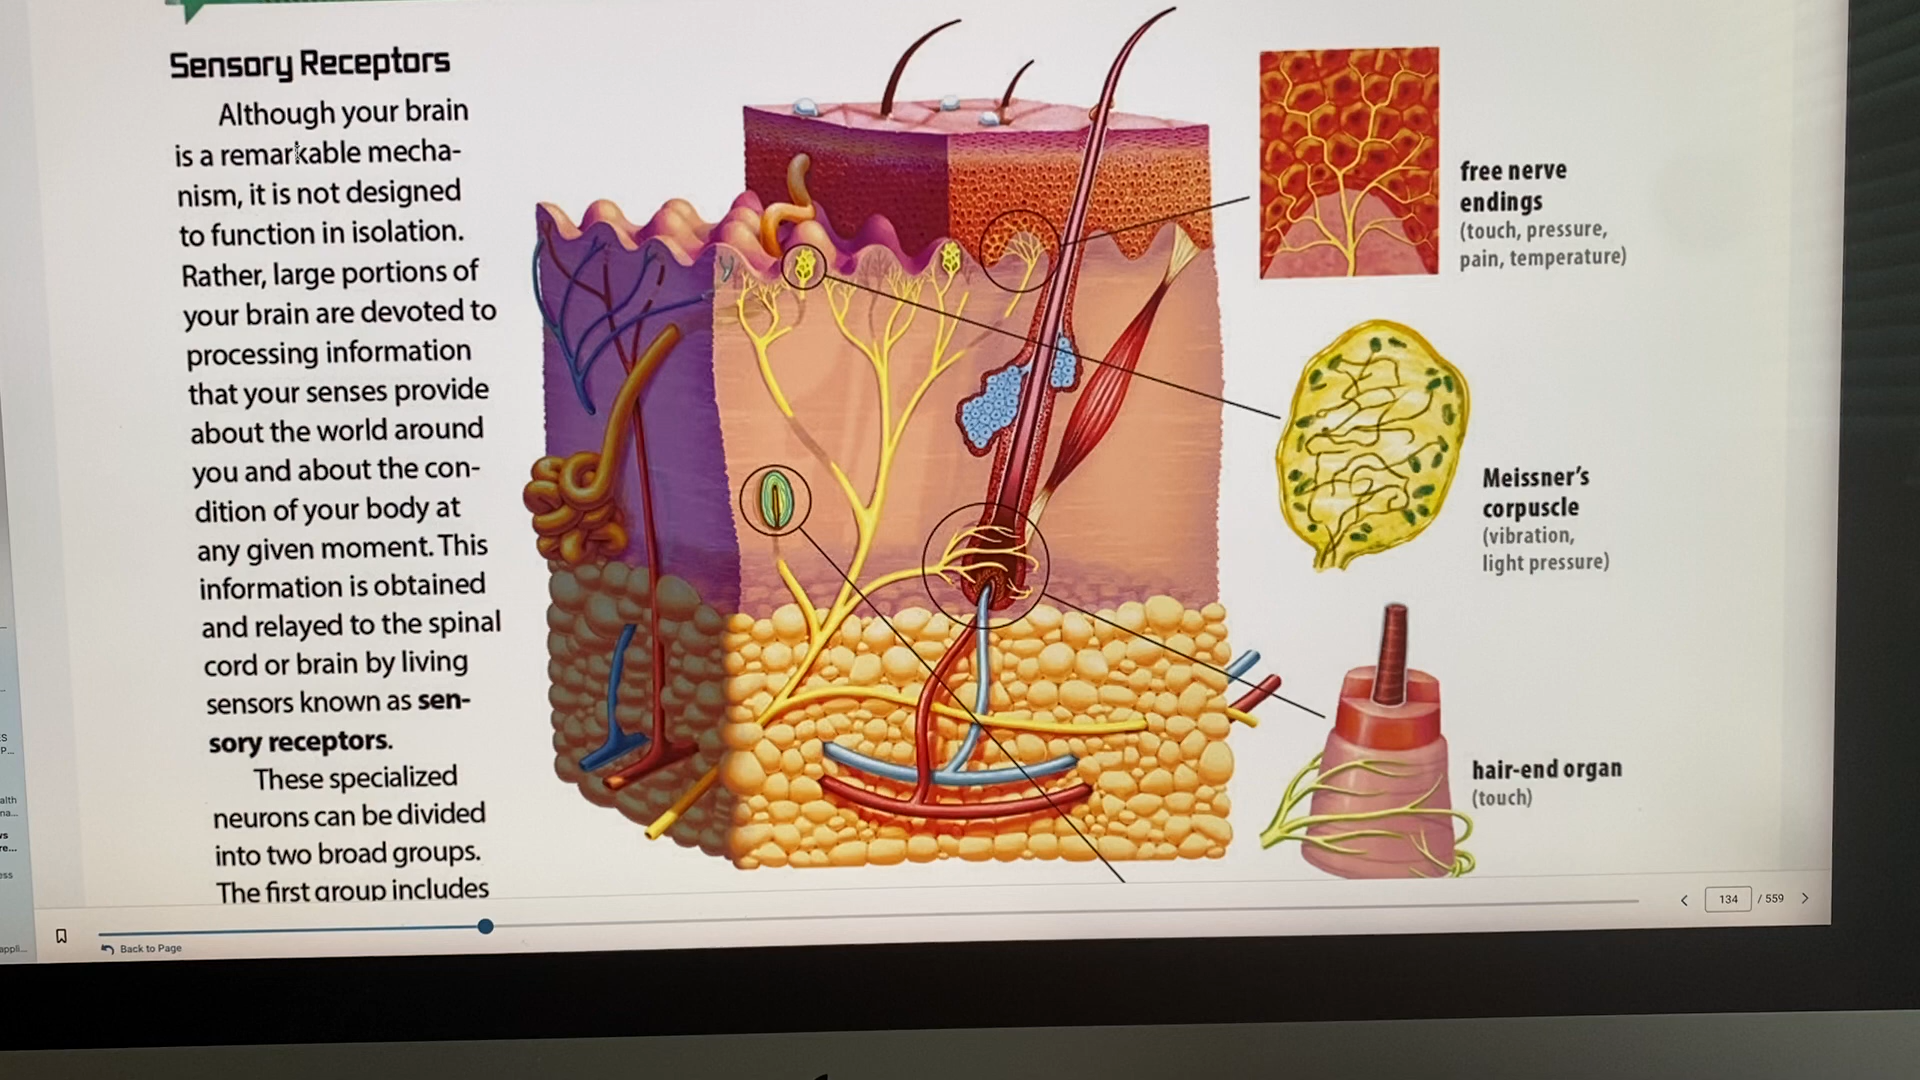 Sensory Receptors
Although your brain
is a remarkable mecha-
nism, it is not designed
to function in isolation.
Rather, large portions of
your brain are devoted to
processing information
that your senses provide
about the world around
you and about the con-
dition of your body at
any given moment. This
information is obtained
and relayed to the spinal
cord or brain by living
sensors known as sen-
sory receptors.
These specialized
neurons can be divided
into two broad groups.
The first group includes
free nerve
endings
(touch, pressure,
pain, temperature)
Meissner's
corpuscle
(vibration,
light pressure)
hair-end organ
(touch)
134 / 559
Back to Page